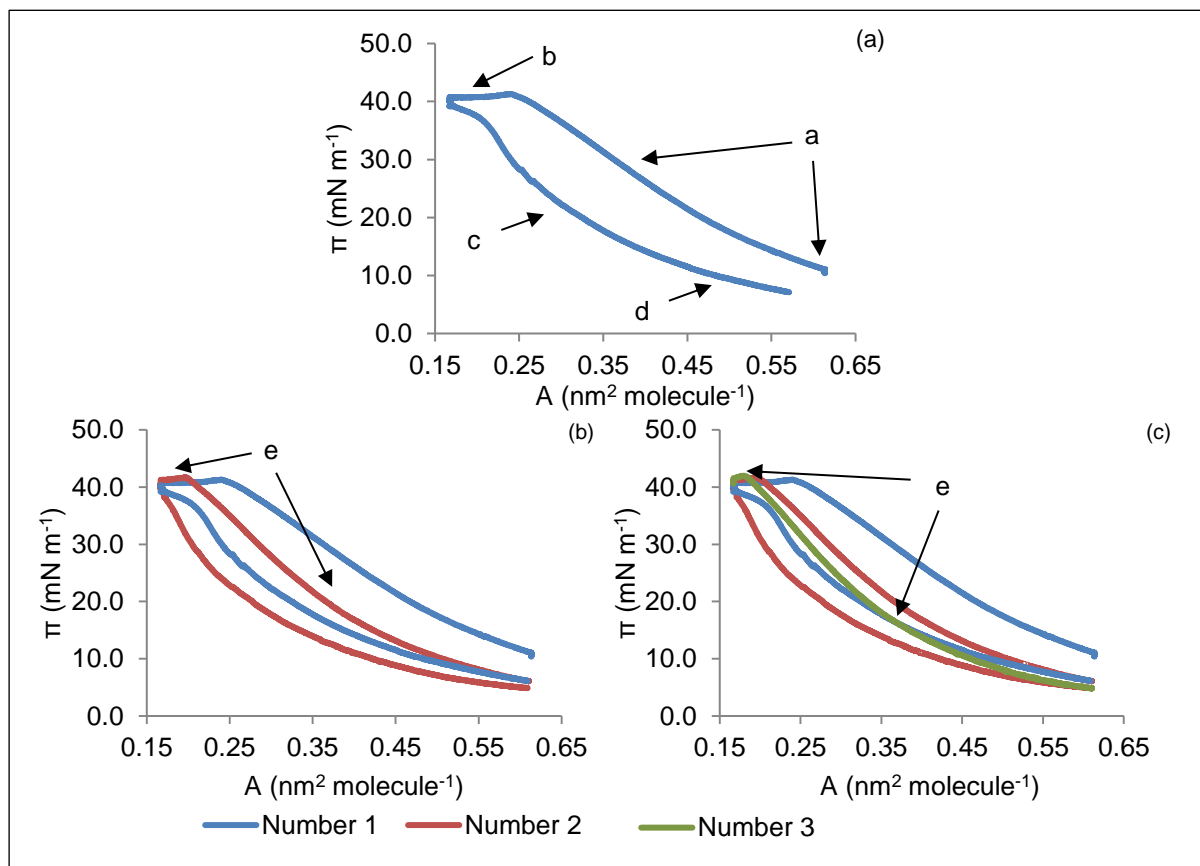 (a)
π (mN m-1)
50.0
40.0
30.0
20.0
10.0
0.0
b
a
c
d
0.15 0.25 0.35 0.45 0.55 0.65
A (nm2 molecule-1)
(b)
π (mN m-1)
50.0
40.0
30.0
20.0
10.0
0.0
e
0.15 0.25 0.35 0.45 0.55 0.65
A (nm2 molecule-1)
(c)
π (mN m-1)
50.0
40.0
30.0
20.0
10.0
0.0
e
0.15 0.25 0.35 0.45 0.55 0.65
A (nm2 molecule-1)
Number 1 Number 2 Number 3